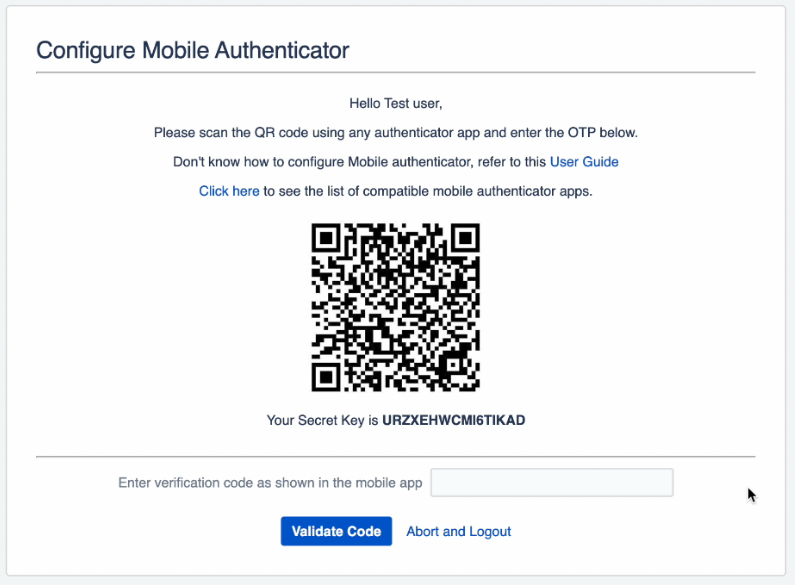 Configure Mobile Authenticator
Hello Test user,
Please scan the QR code using any authenticator app and enter the OTP below.
Don't know how to configure Mobile authenticator, refer to this User Guide
Click here to see the list of compatible mobile authenticator apps.
Your Secret Key is URZXEHWCMI6TIKAD
Enter verification code as shown in the mobile app
Validate Code Abort and Logout